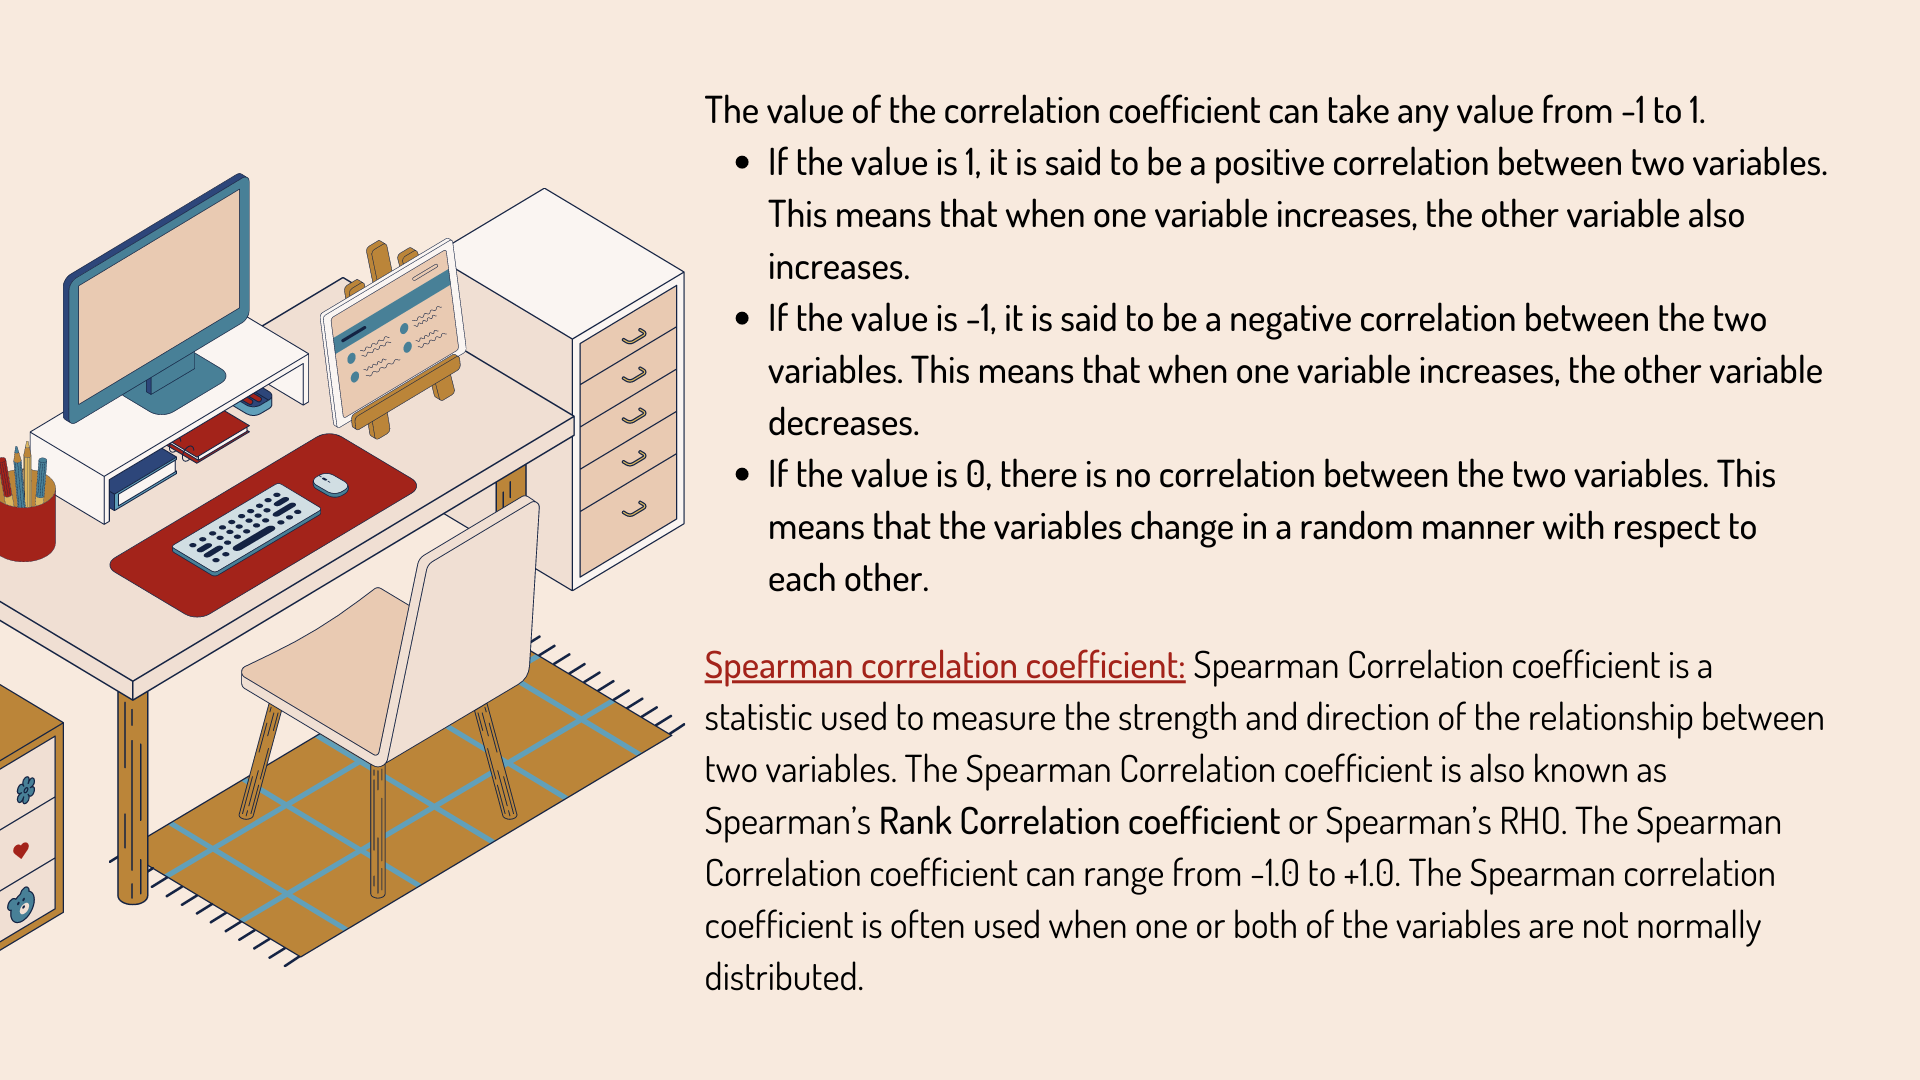 The value of the correlation coefficient can take any value from -1 to 1.
• If the value is 1, it is said to be a positive correlation between two variables.
This means that when one variable increases, the other variable also
increases.
• If the value is -1, it is said to be a negative correlation between the two
variables. This means that when one variable increases, the other variable
decreases.
• If the value is 0, there is no correlation between the two variables. This
means that the variables change in a random manner with respect to
each other.
Spearman correlation coefficient: Spearman Correlation coefficient is a
statistic used to measure the strength and direction of the relationship between
two variables. The Spearman Correlation coefficient is also known as
Spearman’s Rank Correlation coefficient or Spearman’s RHO. The Spearman
Correlation coefficient can range from -1.0 to +1.0. The Spearman correlation
coefficient is often used when one or both of the variables are not normally
distributed.